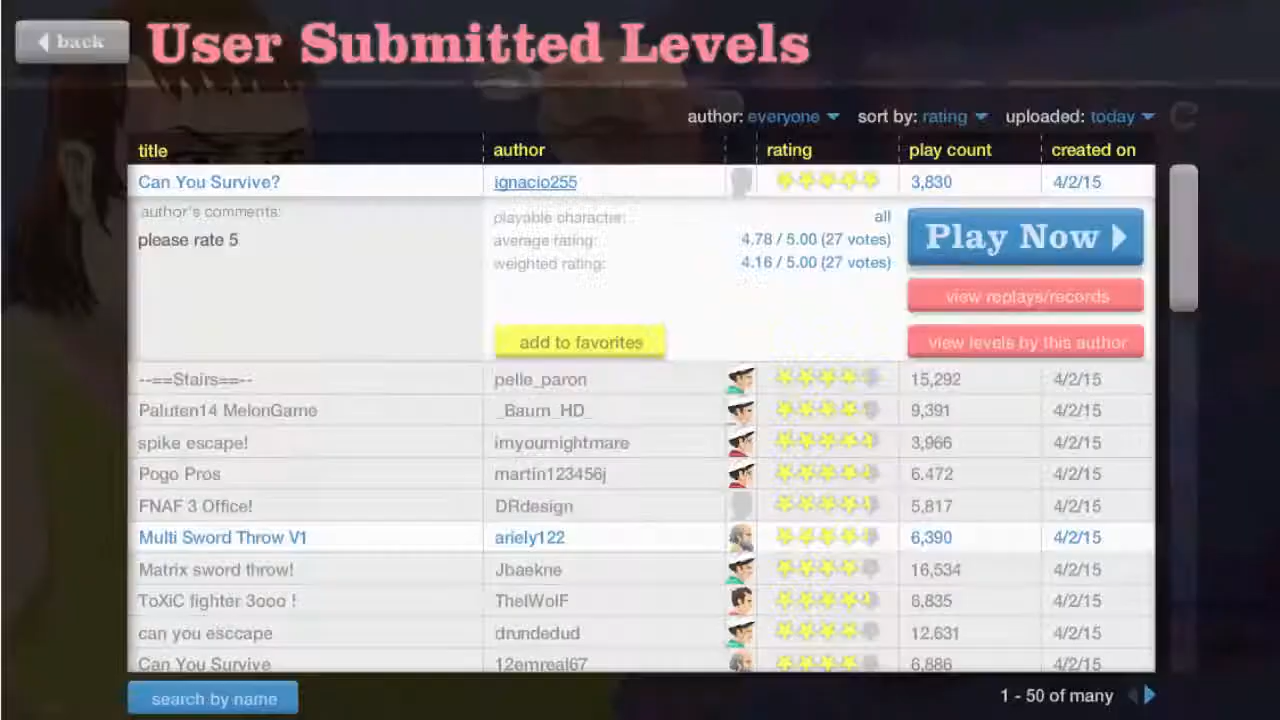 back
User Submitted Levels
author: everyone sort by: rating uploaded: today
title author rating play count created on
Can You Survive? ignacio255 3,830 4/2/15
author's comments:
please rate 5
playable character: all
average rating: 4.78 / 5.00 (27 votes)
weighted rating: 4.16 / 5.00 (27 votes)
add to favorites
Play Now
view replays/records
view levels by this author
--==Stairs==-- pelle_paron 15,292 4/2/15
Paluten14 MelonGame _Baum_HD_ 9,391 4/2/15
spike escape! imyournightmare 3,966 4/2/15
Pogo Pros martin123456j 6.472 4/2/15
FNAF 3 Office! DRdesign 5,817 4/2/15
Multi Sword Throw V1 ariely122 6,390 4/2/15
Matrix sword throw! Jbaekne 16,534 4/2/15
ToXiC fighter 3ooo ! TheIWolF 6,835 4/2/15
can you esccape drundedud 12.631 4/2/15
Can You Survive 12emreal67 6,886 4/2/15
search by name
1 - 50 of many